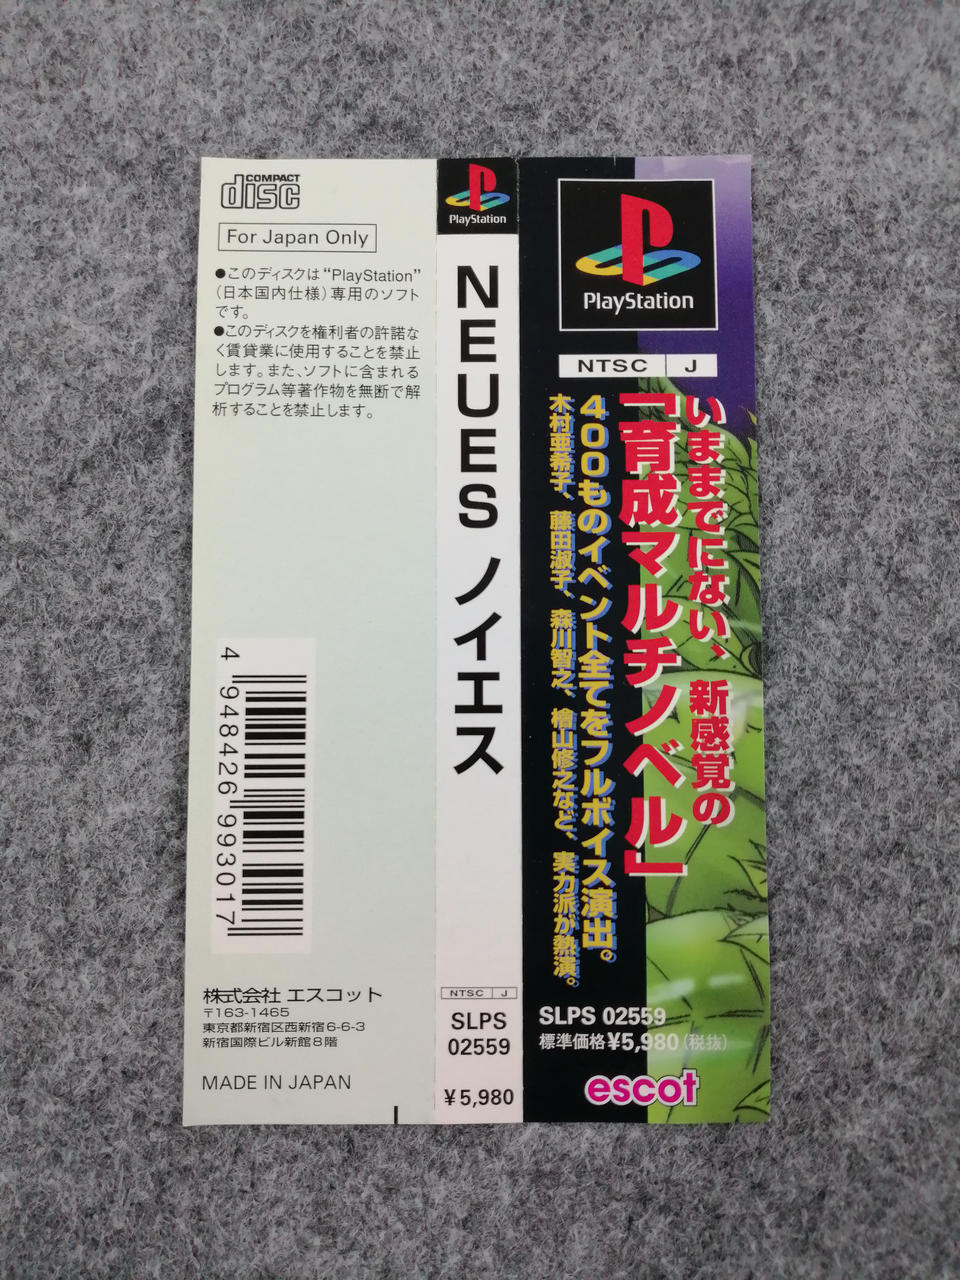 COMPACT
disc
For Japan Only
●このディスクは“PlayStation”
(日本国内仕様)専用のソフト
です。
●このディスクを権利者の許諾な
く賃貸業に使用することを禁止
します。また、ソフトに含まれる
プログラム等著作物を無断で解
析することを禁止します。
4 948426 993017
株式会社 エスコット
〒163-1465
東京都新宿区西新宿6-6-3
新宿国際ビル新館8階
MADE IN JAPAN
PlayStation
NEUES ノイエス
NTSC J
SLPS
02559
¥5,980
PlayStation
NTSC J
いままでにない、新感覚の
「育成マルチノベル」
400ものイベント全てをフルボイス演出。
木村亜希子、藤田淑子、森川智之、檜山修之など、実力派が熱演。
SLPS 02559
標準価格¥5,980(税抜)
escot